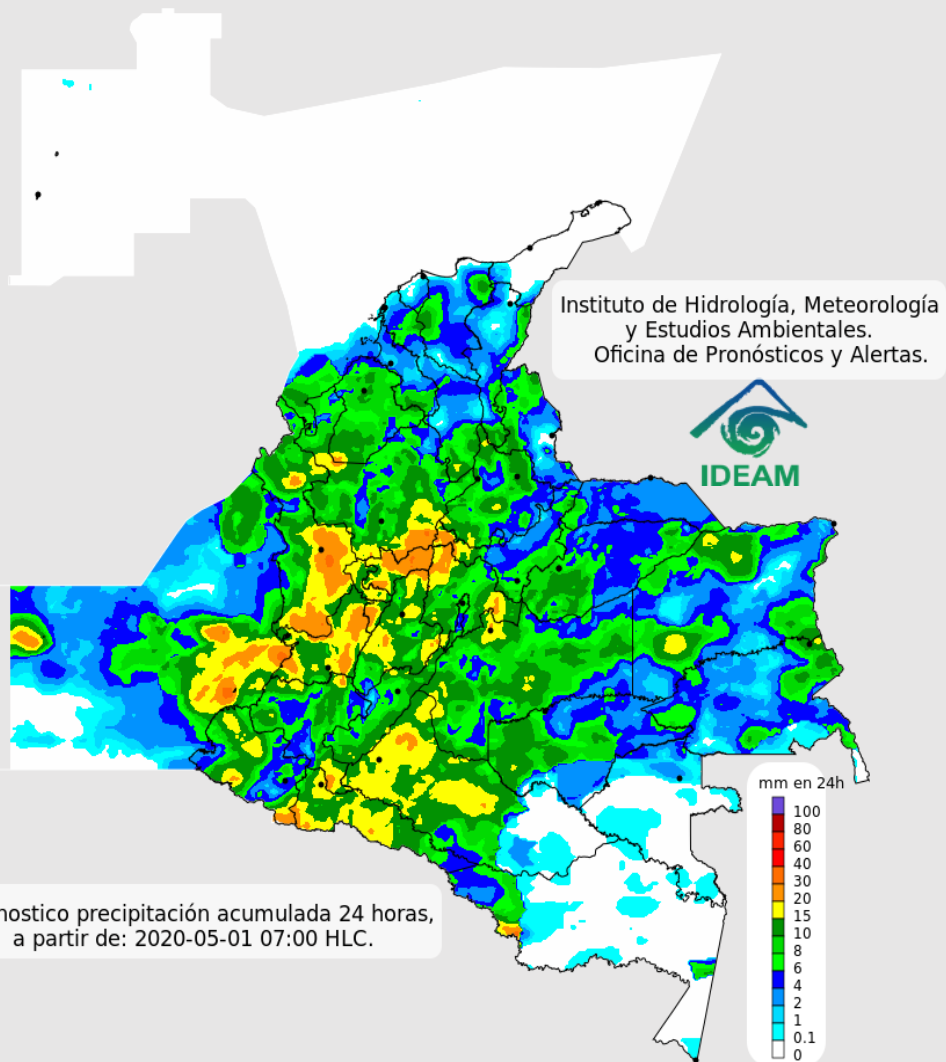 Instituto de Hidrología, Meteorología
y Estudios Ambientales.
Oficina de Pronósticos y Alertas.
IDEAM
mm en 24h
100
80
60
40
30
20
15
10
8
6
4
2
1
0.1
0
nostico precipitación acumulada 24 horas,
a partir de: 2020-05-01 07:00 HLC.